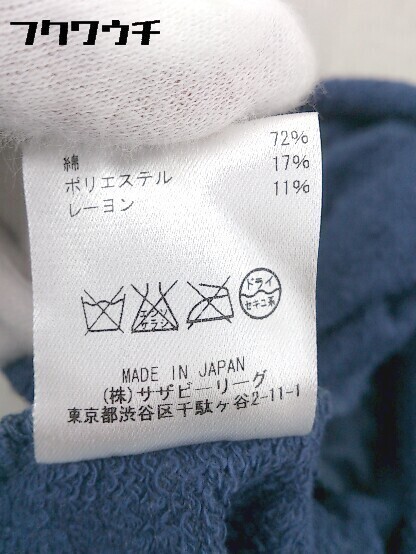 フクワウチ
綿 72%
ポリエステル 17%
レーヨン 11%
エンソ
サラシ
ドライ
セキユ系
MADE IN JAPAN
(株)サザビーリーグ
東京都渋谷区千駄ヶ谷2-11-1